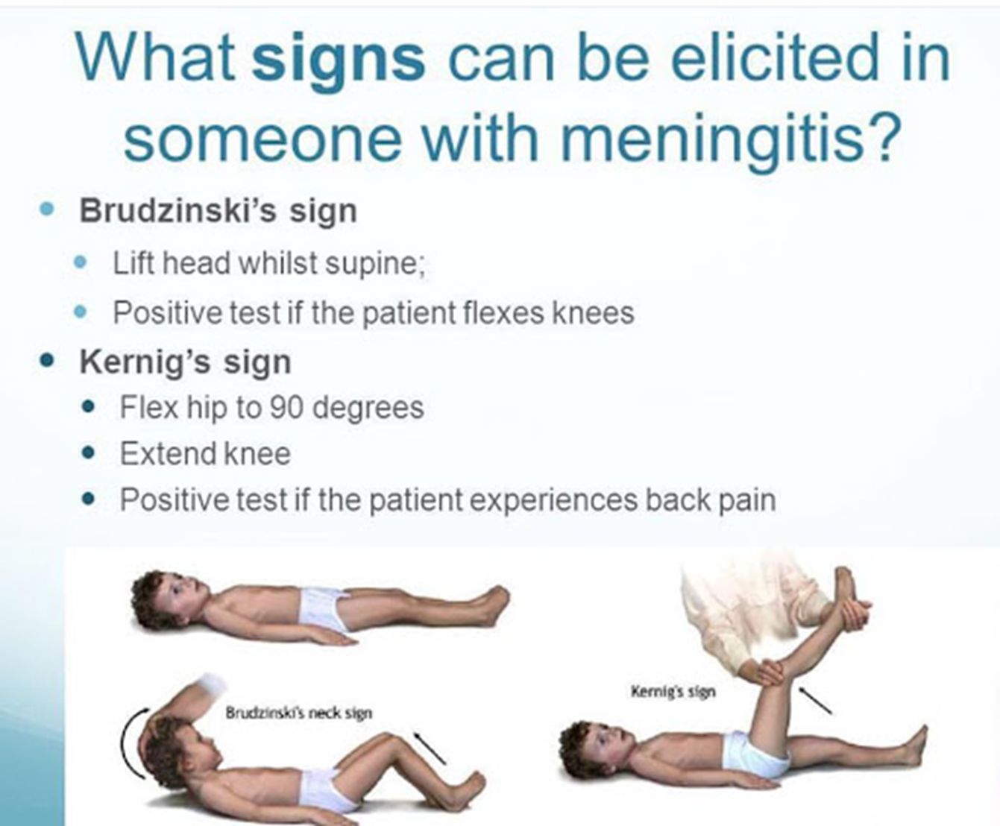 What signs can be elicited in
someone with meningitis?
Brudzinski’s sign
Lift head whilst supine;
Positive test if the patient flexes knees
Kernig’s sign
Flex hip to 90 degrees
Extend knee
Positive test if the patient experiences back pain
Brudzinski's neck sign
Kernig's sign